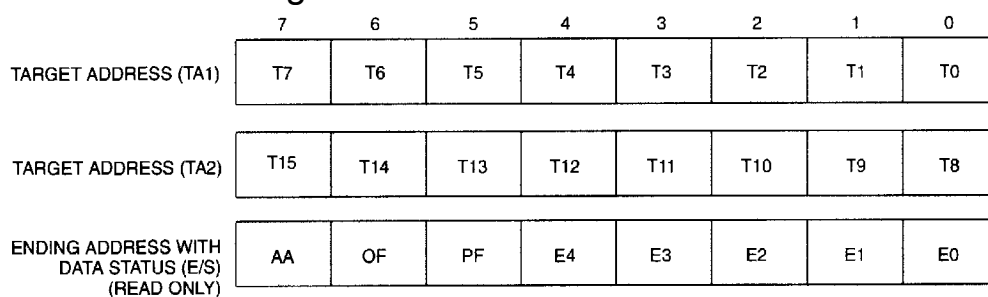 7 6 5 4 3 2 1 0
TARGET ADDRESS (TA1) T7 T6 T5 T4 T3 T2 T1 T0
TARGET ADDRESS (TA2) T15 T14 T13 T12 T11 T10 T9 T8
ENDING ADDRESS WITH
DATA STATUS (E/S)
(READ ONLY)
AA OF PF E4 E3 E2 E1 E0